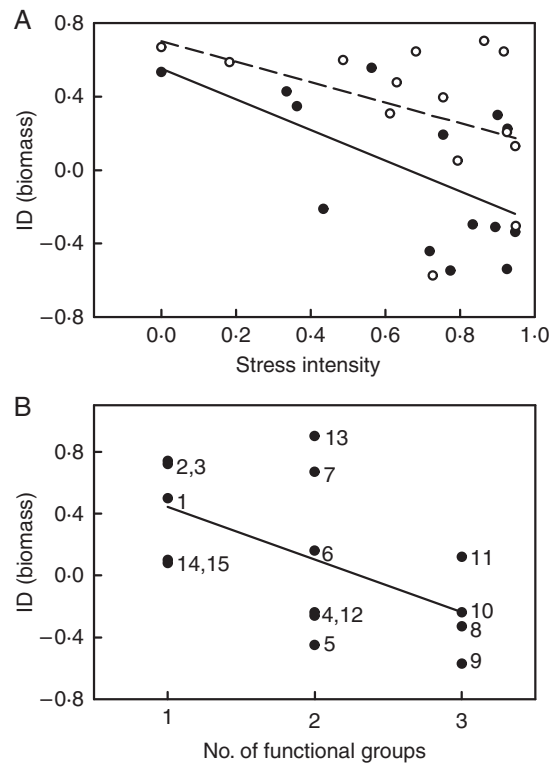 A
0·8
0·4
0·0
−0·4
−0·8
ID (biomass)
0·0 0·2 0·4 0·6 0·8 1·0
Stress intensity
B
0·8
0·4
0·0
−0·4
−0·8
ID (biomass)
13
2,3
7
1
6
11
14,15
4,12
10
8
5
9
1 2 3
No. of functional groups